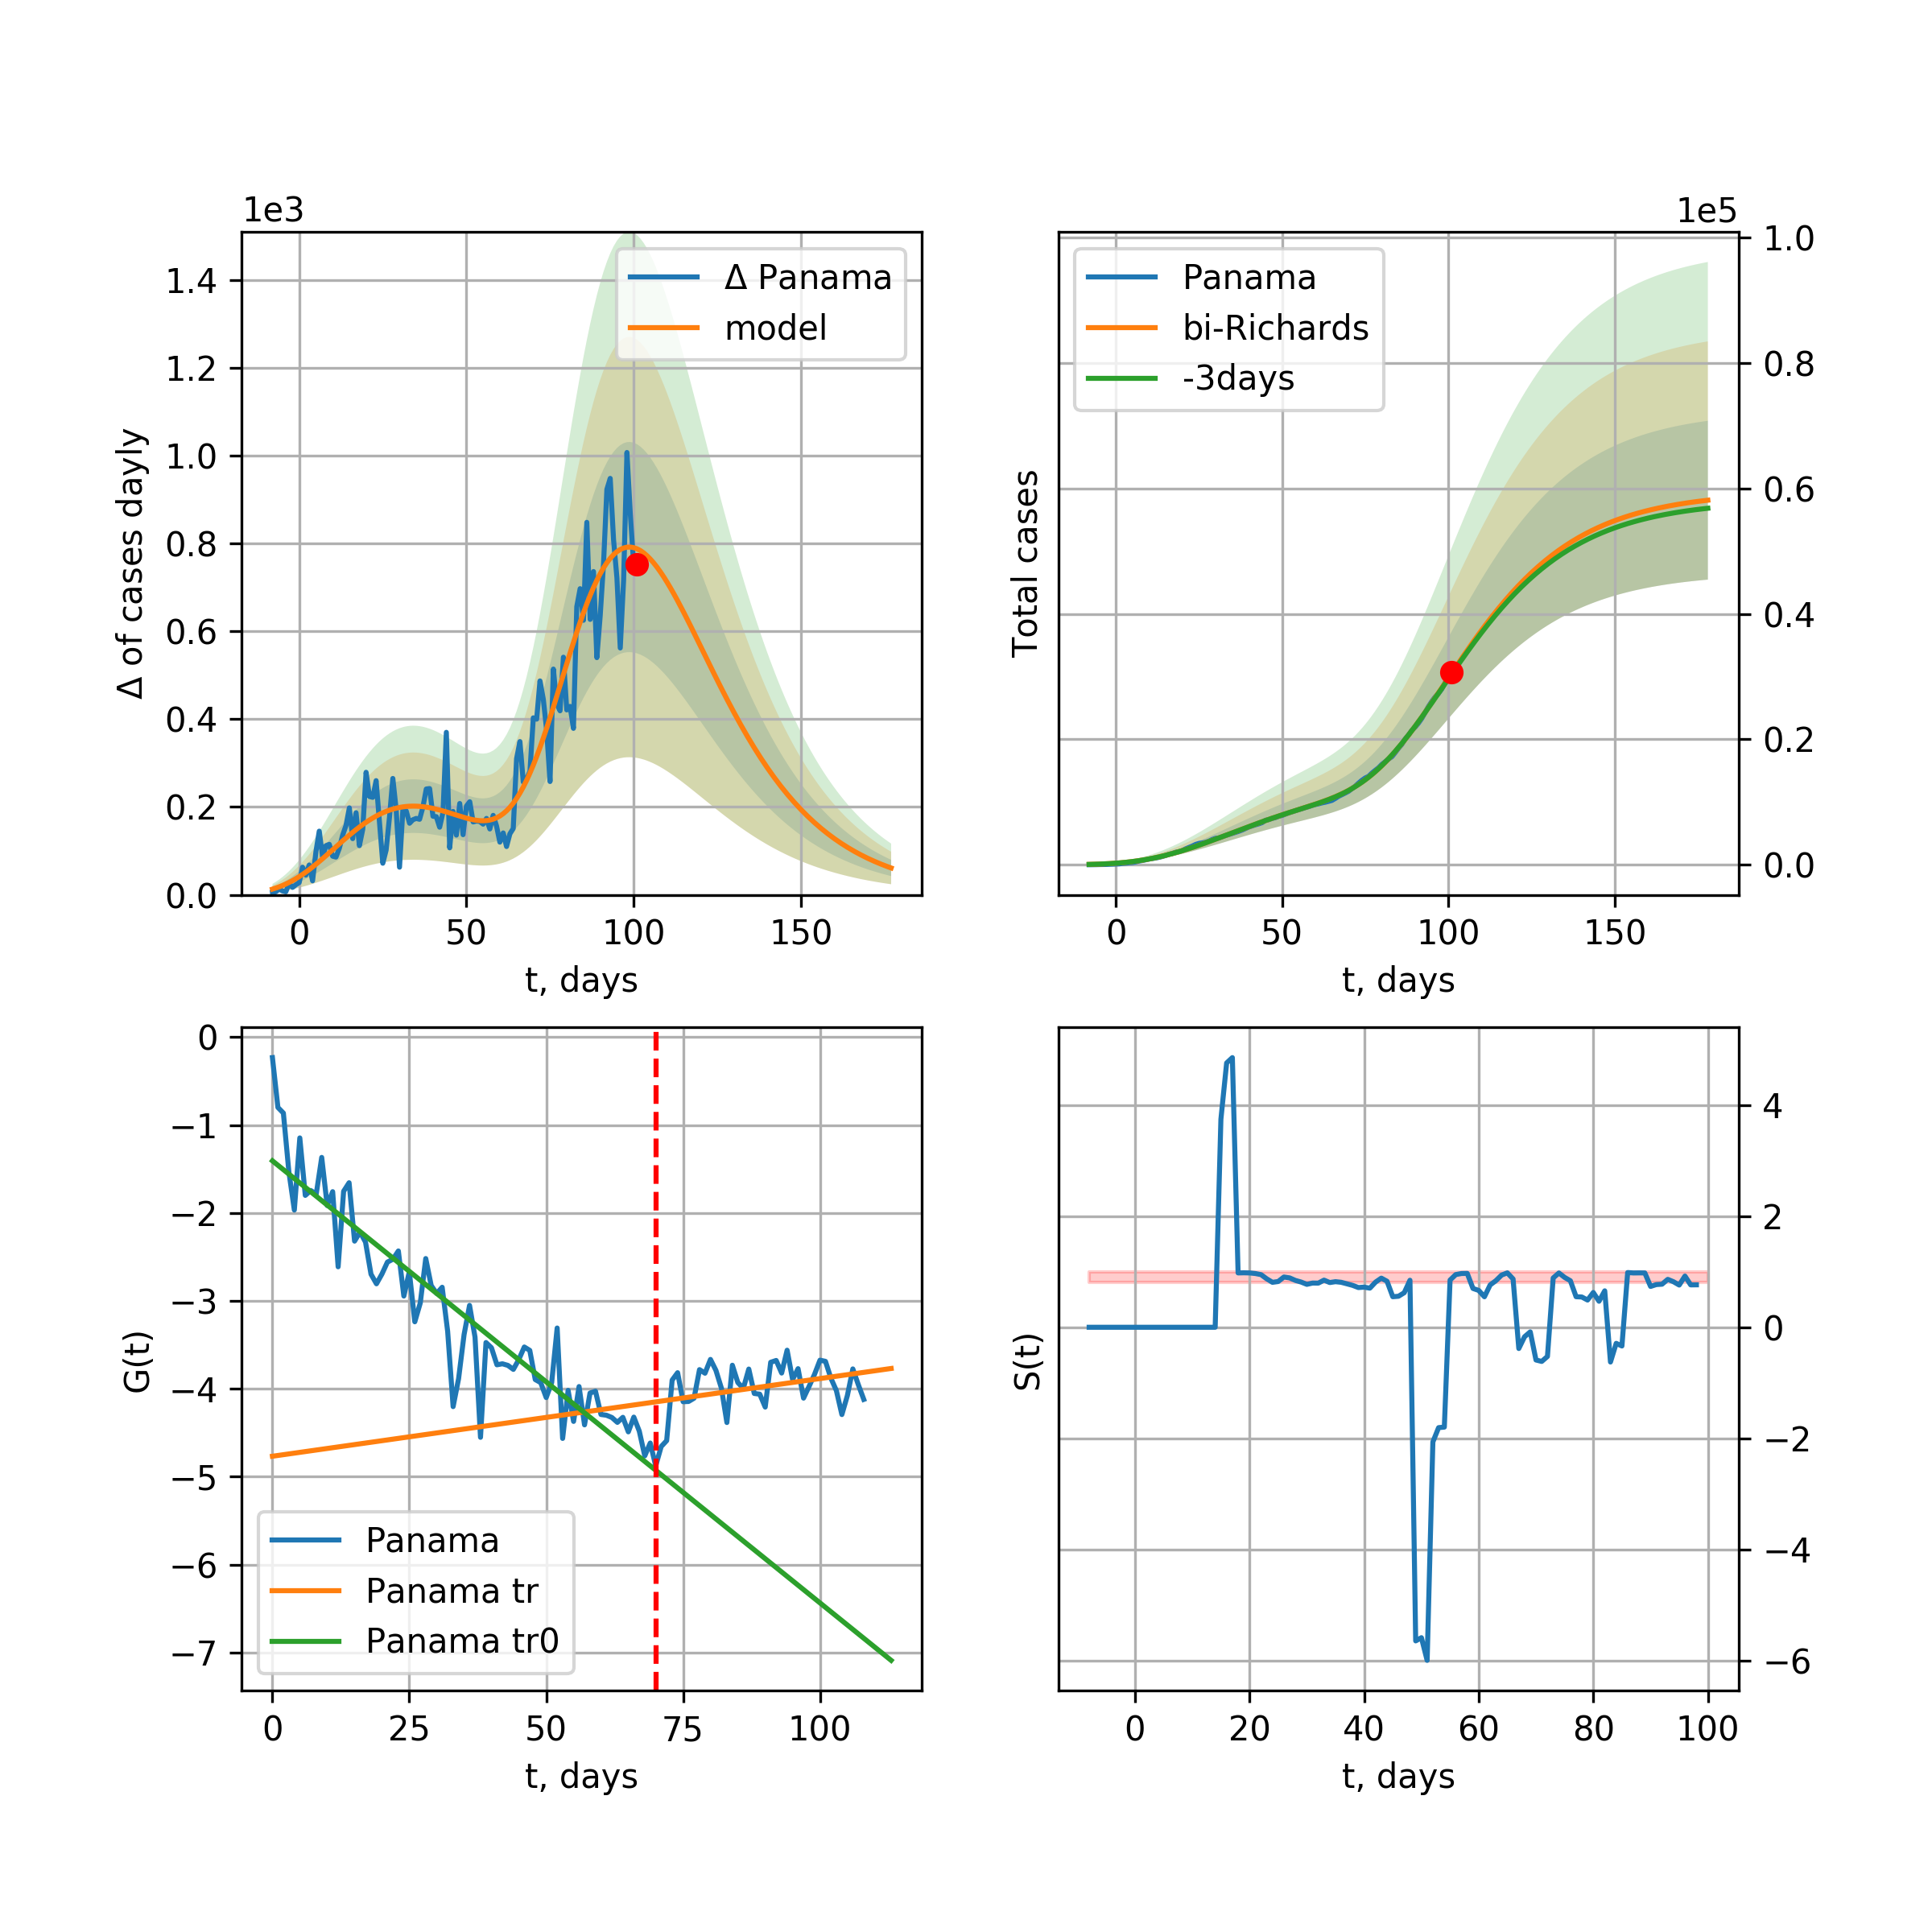 1e3
Δ of cases dayly
1.4
1.2
1.0
0.8
0.6
0.4
0.2
0.0
Δ Panama
model
0 50 100 150
t, days
1e5
Total cases
Panama
bi-Richards
-3days
1.0
0.8
0.6
0.4
0.2
0.0
0 50 100 150
t, days
G(t)
0
−1
−2
−3
−4
−5
−6
−7
Panama
Panama tr
Panama tr0
0 25 50 75 100
t, days
S(t)
4
2
0
−2
−4
−6
0 20 40 60 80 100
t, days